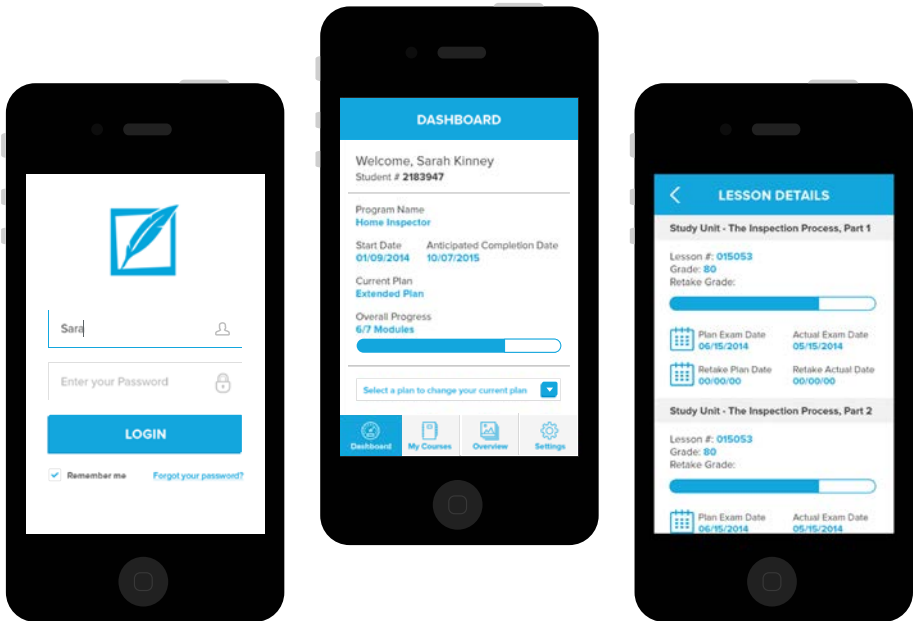 Sara
Enter your Password
LOGIN
Remember me Forgot your password?
DASHBOARD
Welcome, Sarah Kinney
Student # 2183947
Program Name
Home Inspector
Start Date Anticipated Completion Date
01/09/2014 10/07/2015
Current Plan
Extended Plan
Overall Progress
6/7 Modules
Select a plan to change your current plan
Dashboard My Courses Overview Settings
LESSON DETAILS
Study Unit - The Inspection Process, Part 1
Lesson #: 015053
Grade: 80
Retake Grade:
Plan Exam Date Actual Exam Date
06/15/2014 05/15/2014
Retake Plan Date Retake Actual Date
00/00/00 00/00/00
Study Unit - The Inspection Process, Part 2
Lesson #: 015053
Grade: 80
Retake Grade:
Plan Exam Date Actual Exam Date
06/15/2014 05/15/2014